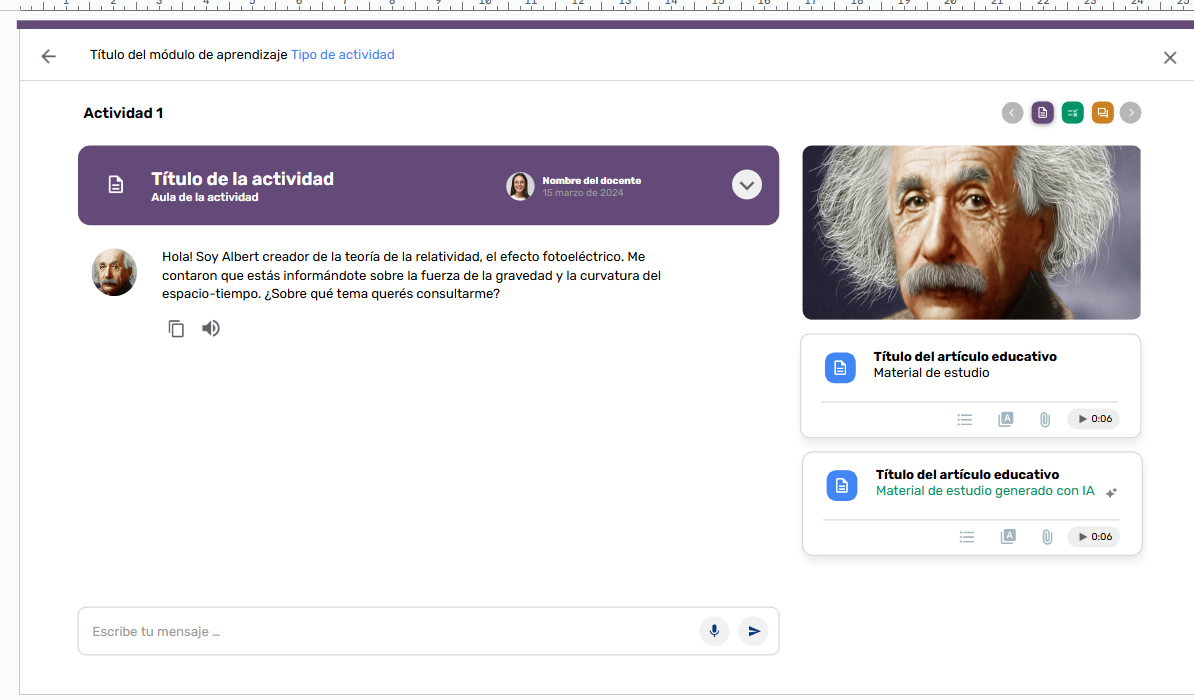 1 2 3 4 5 6 7 8 9 10 11 12 13 14 15 16 17 18 19 20 21 22 23 24 25
Título del módulo de aprendizaje Tipo de actividad
Actividad 1
Título de la actividad
Aula de la actividad
Nombre del docente
15 marzo de 2024
Hola! Soy Albert creador de la teoría de la relatividad, el efecto fotoeléctrico. Me
contaron que estás informándote sobre la fuerza de la gravedad y la curvatura del
espacio-tiempo. ¿Sobre qué tema querés consultarme?
Título del artículo educativo
Material de estudio
A
0:06
Título del artículo educativo
Material de estudio generado con IA
A
0:06
Escribe tu mensaje ...